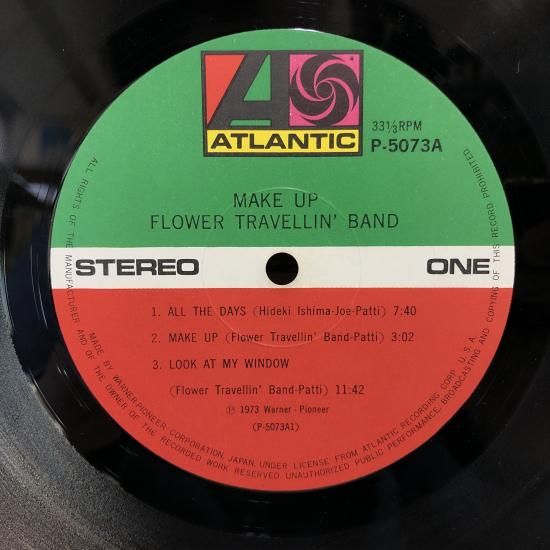 ATLANTIC
33⅓RPM
P-5073A
MAKE UP
FLOWER TRAVELLIN' BAND
STEREO
ONE
1. ALL THE DAYS (Hideki Ishima-Joe-Patti) 7:40
2. MAKE UP (Flower Travellin' Band-Patti) 3:02
3. LOOK AT MY WINDOW
(Flower Travellin' Band-Patti) 11:42
℗ 1973 Warner - Pioneer
(P-5073A1)
MADE BY WARNER-PIONEER CORPORATION, JAPAN, UNDER LICENSE FROM ATLANTIC RECORDING CORP. U.S.A.
ALL RIGHTS OF THE MANUFACTURER AND OF THE OWNER OF THE RECORDED WORK RESERVED. UNAUTHORIZED PUBLIC PERFORMANCE, BROADCASTING AND COPYING OF THIS RECORD PROHIBITED